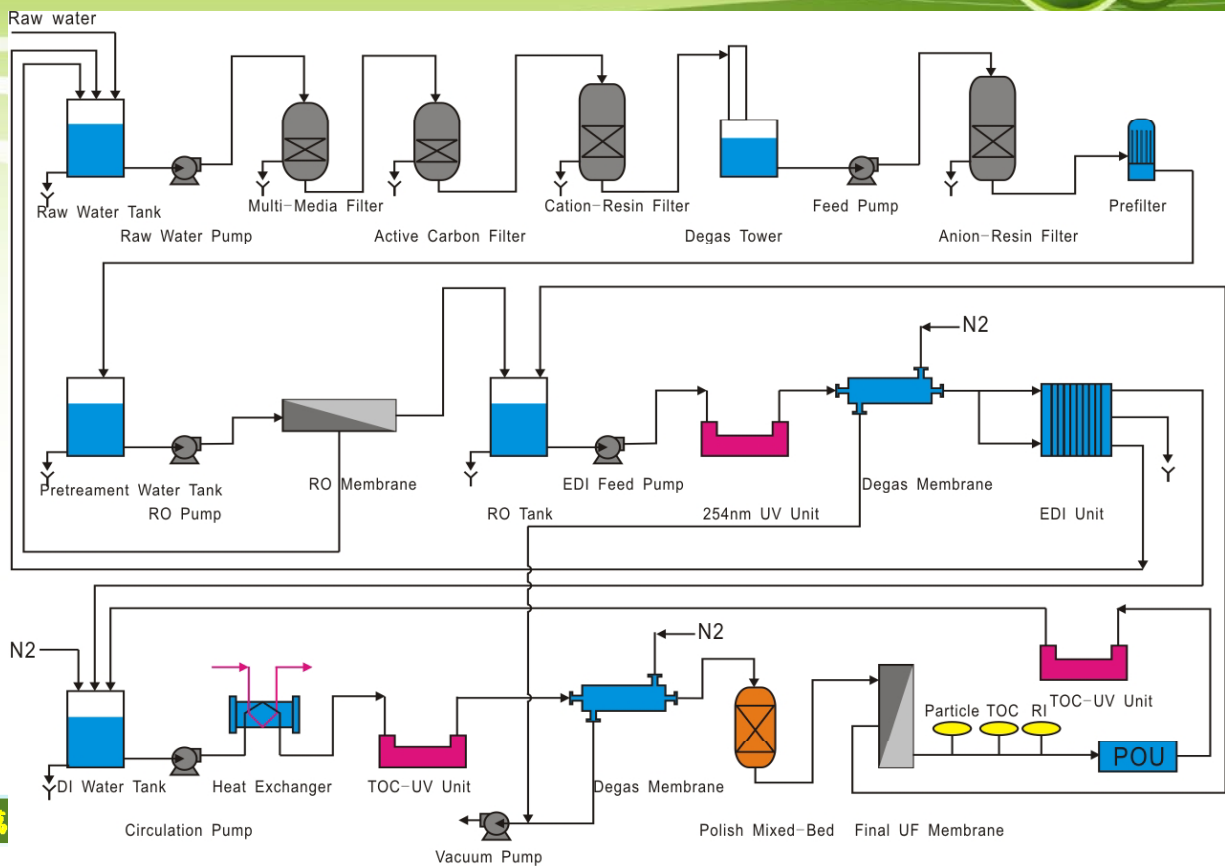 Raw water
Raw Water Tank
Raw Water Pump
Multi-Media Filter
Active Carbon Filter
Cation-Resin Filter
Degas Tower
Feed Pump
Anion-Resin Filter
Prefilter
N2
Pretreament Water Tank
RO Pump
RO Membrane
RO Tank
EDI Feed Pump
254nm UV Unit
Degas Membrane
EDI Unit
N2
N2
TOC-UV Unit
Particle TOC RI
POU
DI Water Tank
Circulation Pump
Heat Exchanger
TOC-UV Unit
Degas Membrane
Vacuum Pump
Polish Mixed-Bed
Final UF Membrane